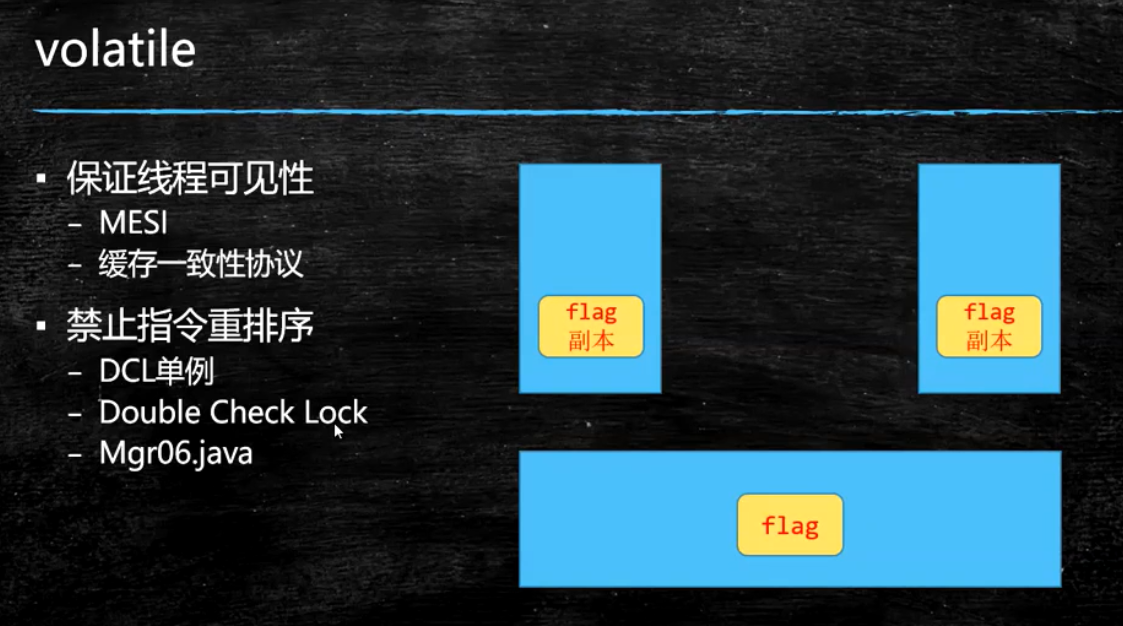 volatile
▪ 保证线程可见性
– MESI
– 缓存一致性协议
▪ 禁止指令重排序
– DCL单例
– Double Check Lock
– Mgr06.java
flag
副本
flag
副本
flag